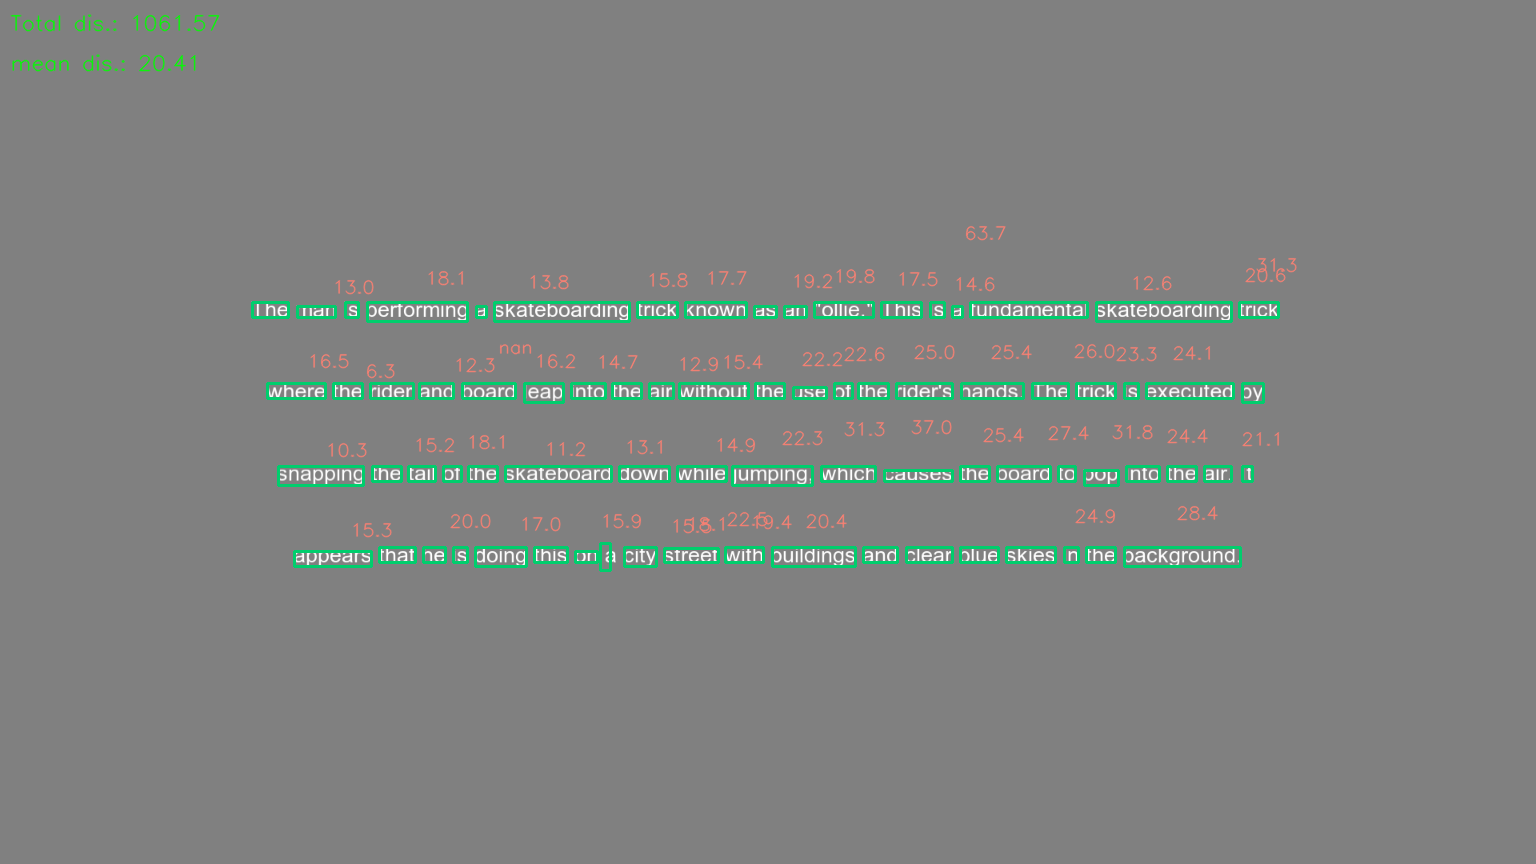 Total dis.: 1061.57
mean dis.: 20.41
63.7
13.0 18.1 13.8 15.8 17.7 19.2 19.8 17.5 14.6 12.6 20.6 31.3
The man is performing a skateboarding trick known as an "ollie." This is a fundamental skateboarding trick
16.5 6.3 12.3 nan 16.2 14.7 12.9 15.4 22.2 22.6 25.0 25.4 26.0 23.3 24.1
where the rider and board leap into the air without the use of the rider's hands. The trick is executed by
10.3 15.2 18.1 11.2 13.1 14.9 22.3 31.3 37.0 25.4 27.4 31.8 24.4 21.1
snapping the tail of the skateboard down while jumping, which causes the board to pop into the air. It
15.3 20.0 17.0 15.9 22.5 19.4 20.4 24.9 28.4
appears that he is doing this on a city street with buildings and clear blue skies in the background.